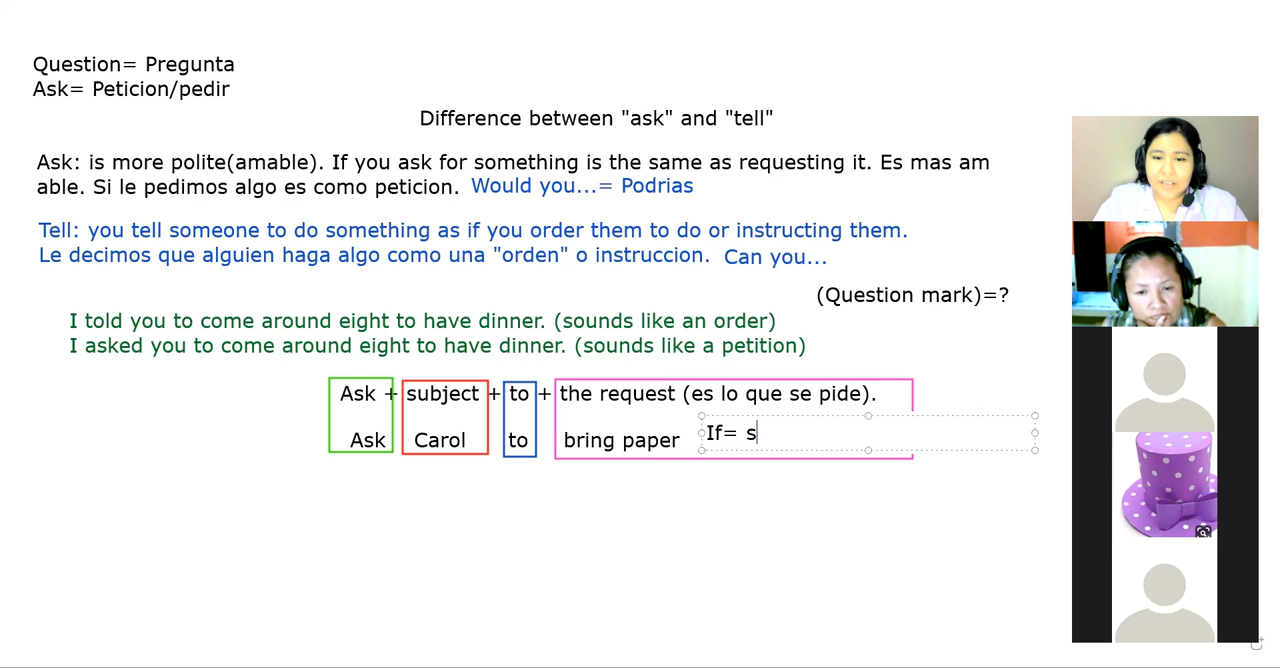 Question= Pregunta
Ask= Peticion/pedir
Difference between "ask" and "tell"
Ask: is more polite(amable). If you ask for something is the same as requesting it. Es mas am
able. Si le pedimos algo es como peticion. Would you...= Podrias
Tell: you tell someone to do something as if you order them to do or instructing them.
Le decimos que alguien haga algo como una "orden" o instruccion. Can you...
(Question mark)=?
I told you to come around eight to have dinner. (sounds like an order)
I asked you to come around eight to have dinner. (sounds like a petition)
Ask + subject + to + the request (es lo que se pide).
Ask Carol to bring paper If= s